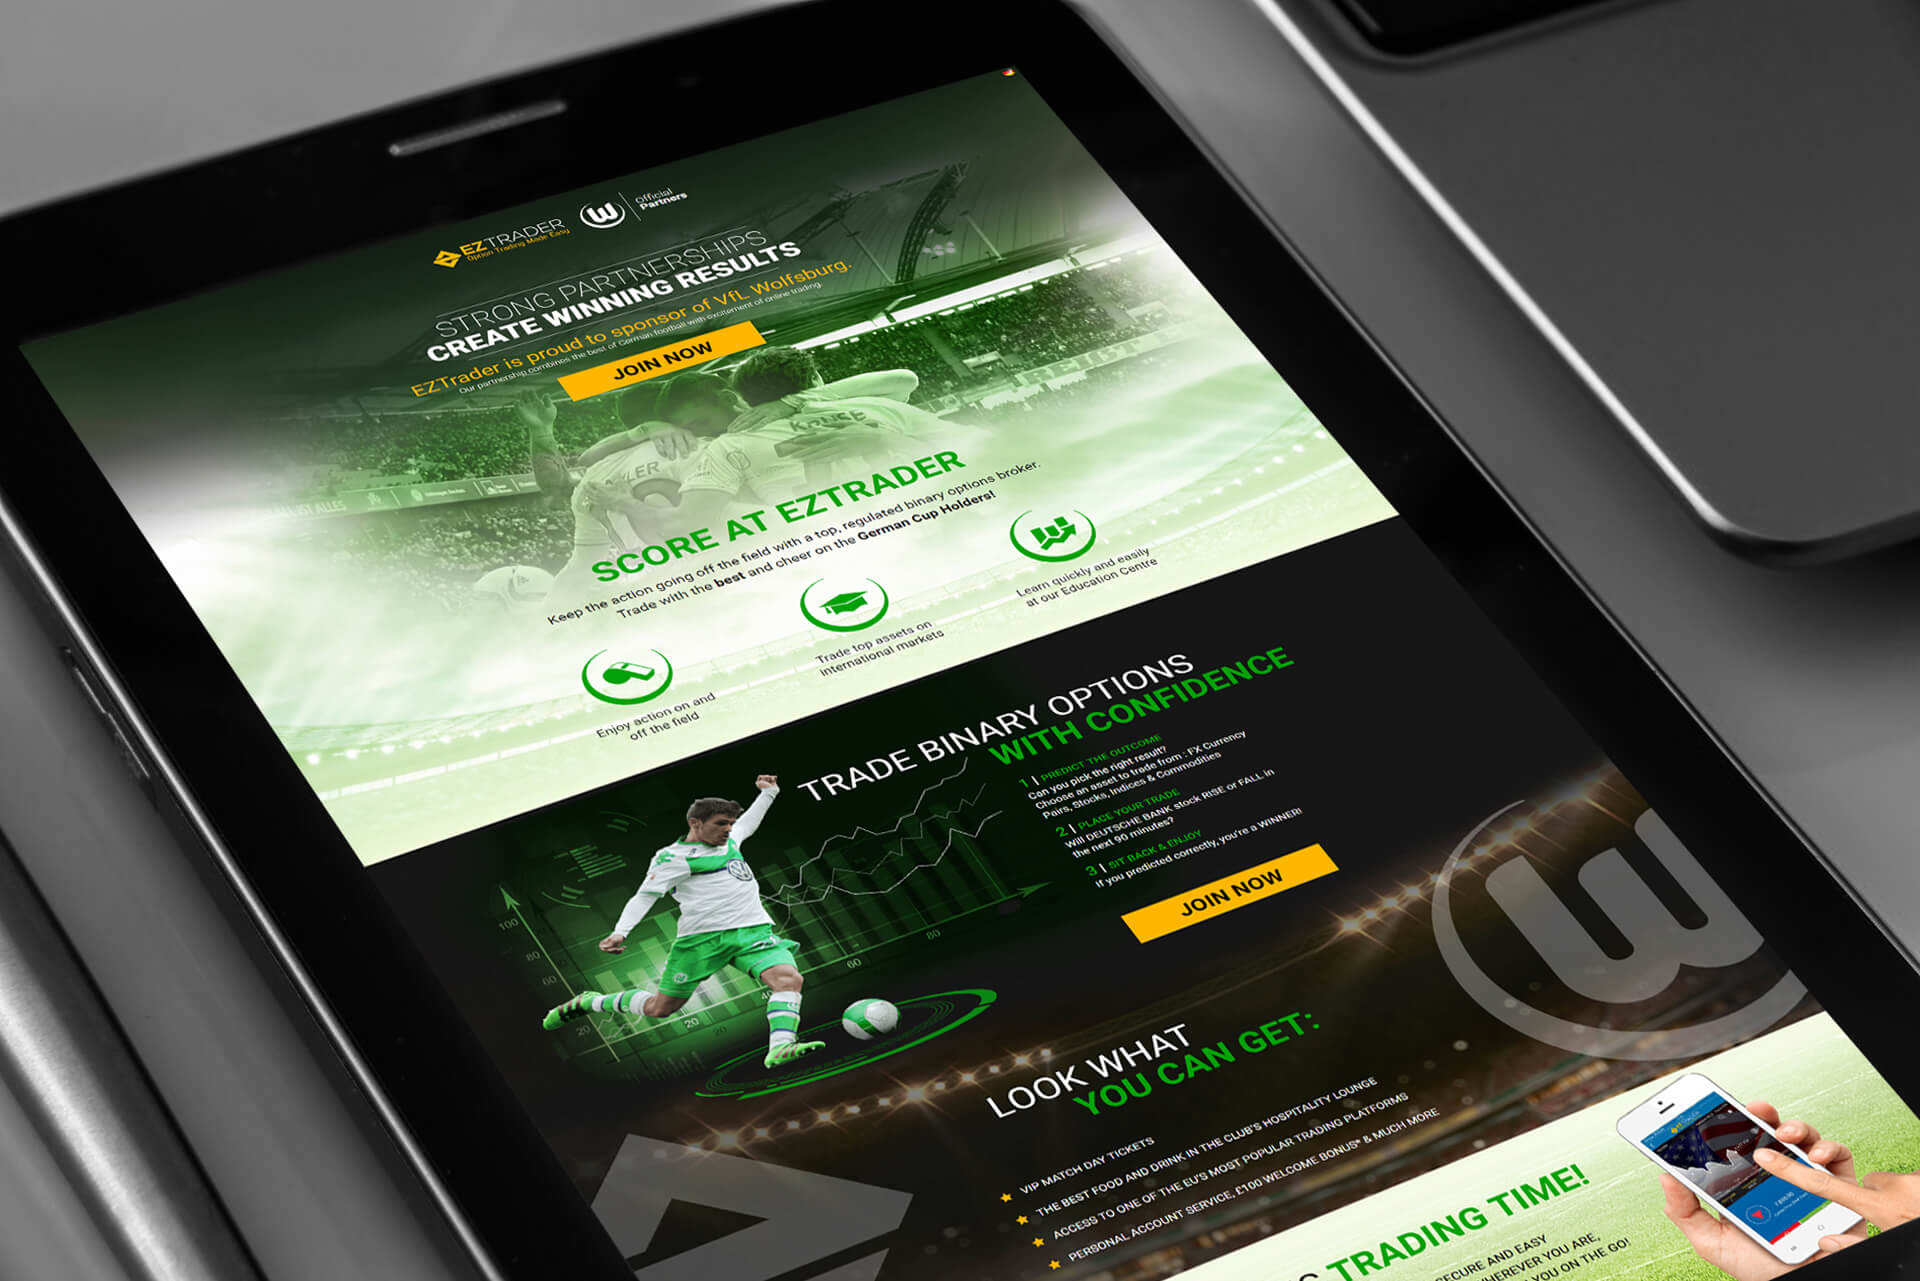 EZTRADER
Option Trading Made Easy
W
Official
Partners
STRONG PARTNERSHIPS
CREATE WINNING RESULTS
EZTrader is proud to sponsor of VfL Wolfsburg.
Our partnership combines the best of German football with excitement of online trading.
JOIN NOW
KRUSE
SCORE AT EZTRADER
Keep the action going off the field with a top, regulated binary options broker.
Trade with the best and cheer on the German Cup Holders!
Enjoy action on and
off the field
Trade top assets on
international markets
Learn quickly and easily
at our Education Centre
TRADE BINARY OPTIONS
WITH CONFIDENCE
1 | PREDICT THE OUTCOME
Can you pick the right result?
Choose an asset to trade from : FX Currency
Pairs, Stocks, Indices & Commodities
2 | PLACE YOUR TRADE
Will DEUTSCHE BANK stock RISE or FALL in
the next 90 minutes?
3 | SIT BACK & ENJOY
If you predicted correctly, you're a WINNER!
JOIN NOW
100
80
60
20
20
40
60
80
W
LOOK WHAT
YOU CAN GET:
VIP MATCH DAY TICKETS
THE BEST FOOD AND DRINK IN THE CLUB'S HOSPITALITY LOUNGE
ACCESS TO ONE OF THE EU'S MOST POPULAR TRADING PLATFORMS
PERSONAL ACCOUNT SERVICE, £100 WELCOME BONUS* & MUCH MORE
TRADING TIME!
SECURE AND EASY
WHEREVER YOU ARE,
YOU ON THE GO!